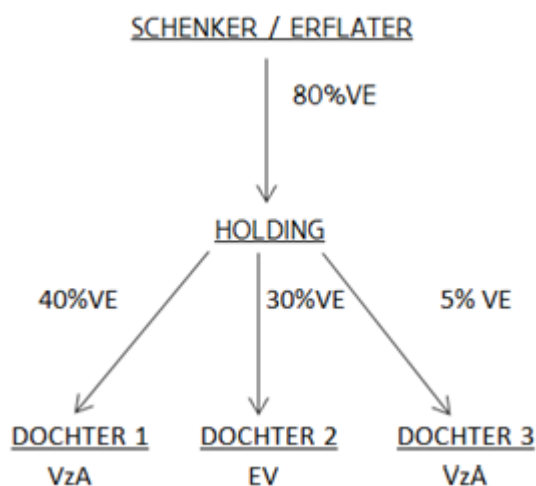 SCHENKER / ERFLATER
80%VE
HOLDING
40%VE 30%VE 5% VE
DOCHTER 1 DOCHTER 2 DOCHTER 3
VzA EV VzA